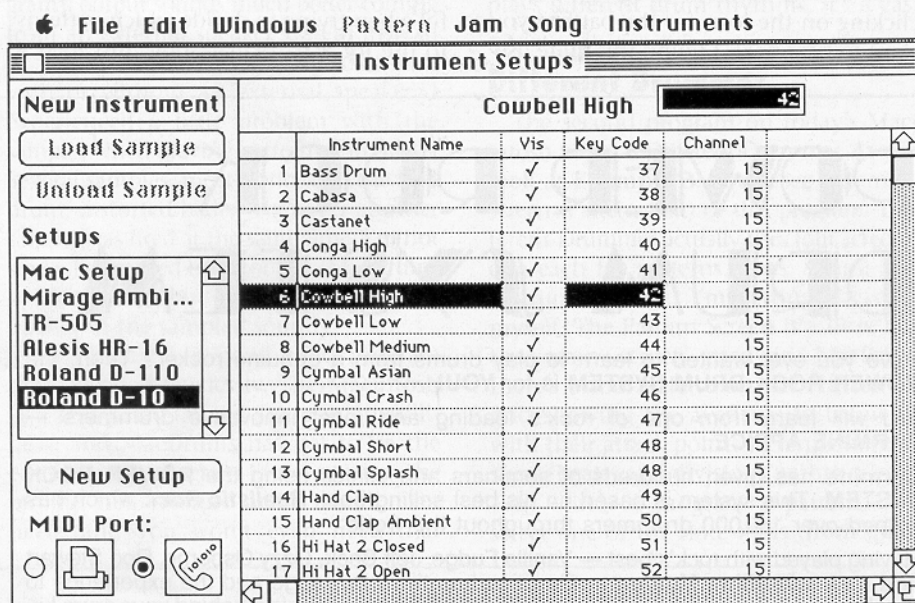 File Edit Windows Pattern Jam Song Instruments
Instrument Setups
New Instrument
Load Sample
Unload Sample
Setups
Mac Setup
Mirage Ambi...
TR-505
Alesis HR-16
Roland D-110
Roland D-10
New Setup
MIDI Port:
Cowbell High 42
Instrument Name Vis Key Code Channel
1 Bass Drum ✓ 37 15
2 Cabasa ✓ 38 15
3 Castanet ✓ 39 15
4 Conga High ✓ 40 15
5 Conga Low ✓ 41 15
6 Cowbell High ✓ 42 15
7 Cowbell Low ✓ 43 15
8 Cowbell Medium ✓ 44 15
9 Cymbal Asian ✓ 45 15
10 Cymbal Crash ✓ 46 15
11 Cymbal Ride ✓ 47 15
12 Cymbal Short ✓ 48 15
13 Cymbal Splash ✓ 48 15
14 Hand Clap ✓ 49 15
15 Hand Clap Ambient ✓ 50 15
16 Hi Hat 2 Closed ✓ 51 15
17 Hi Hat 2 Open ✓ 52 15